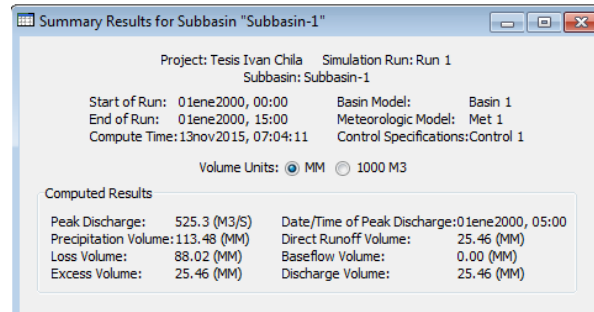 Summary Results for Subbasin "Subbasin-1"
Project: Tesis Ivan Chila Simulation Run: Run 1
Subbasin: Subbasin-1
Start of Run: 01ene2000, 00:00 Basin Model: Basin 1
End of Run: 01ene2000, 15:00 Meteorologic Model: Met 1
Compute Time:13nov2015, 07:04:11 Control Specifications:Control 1
Volume Units: MM 1000 M3
Computed Results
Peak Discharge: 525.3 (M3/S) Date/Time of Peak Discharge:01ene2000, 05:00
Precipitation Volume:113.48 (MM) Direct Runoff Volume: 25.46 (MM)
Loss Volume: 88.02 (MM) Baseflow Volume: 0.00 (MM)
Excess Volume: 25.46 (MM) Discharge Volume: 25.46 (MM)